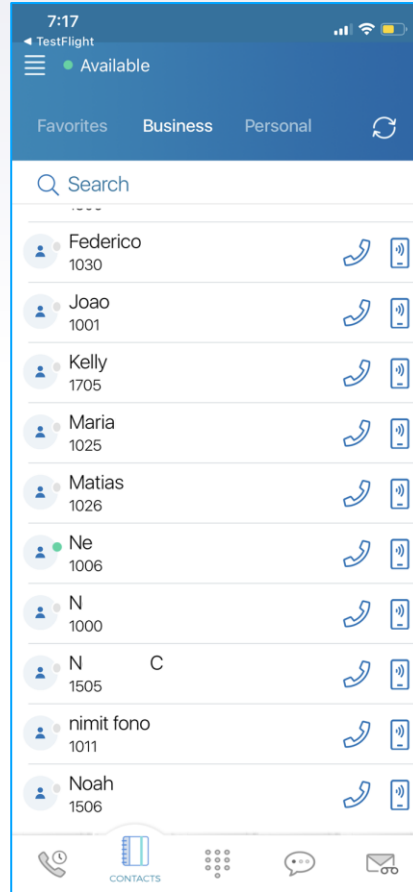 7:17
◀ TestFlight
Available
Favorites Business Personal
Search
Federico
1030
Joao
1001
Kelly
1705
Maria
1025
Matias
1026
Ne
1006
N
1000
N C
1505
nimit fono
1011
Noah
1506
CONTACTS